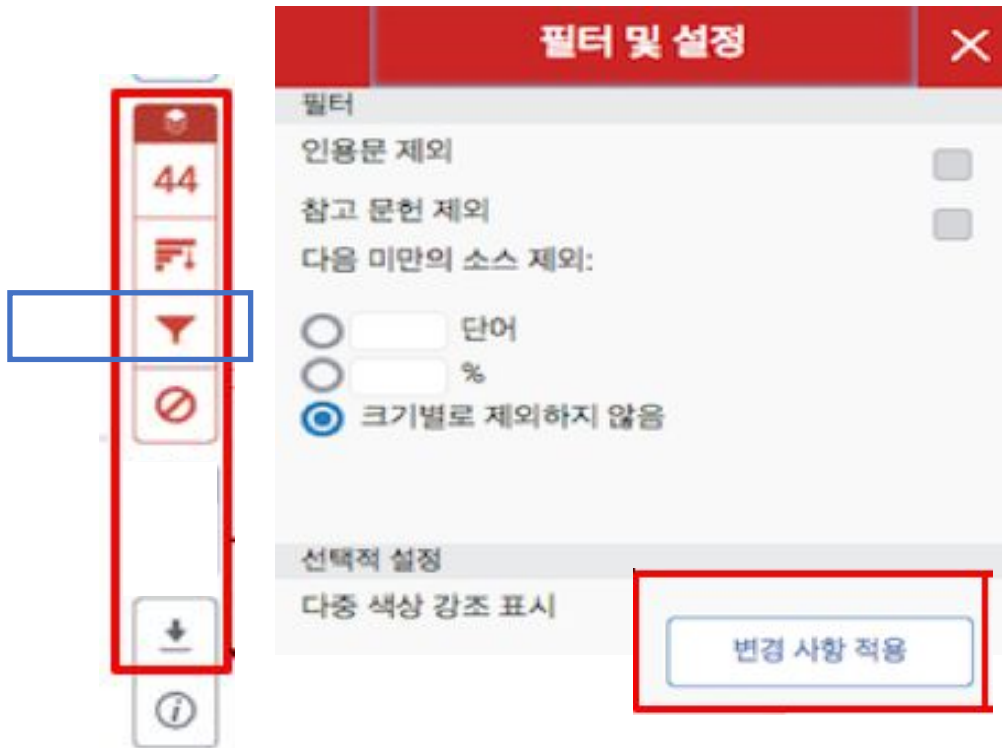 44
필터 및 설정
필터
인용문 제외
참고 문헌 제외
다음 미만의 소스 제외:
단어
%
크기별로 제외하지 않음
선택적 설정
다중 색상 강조 표시
변경 사항 적용